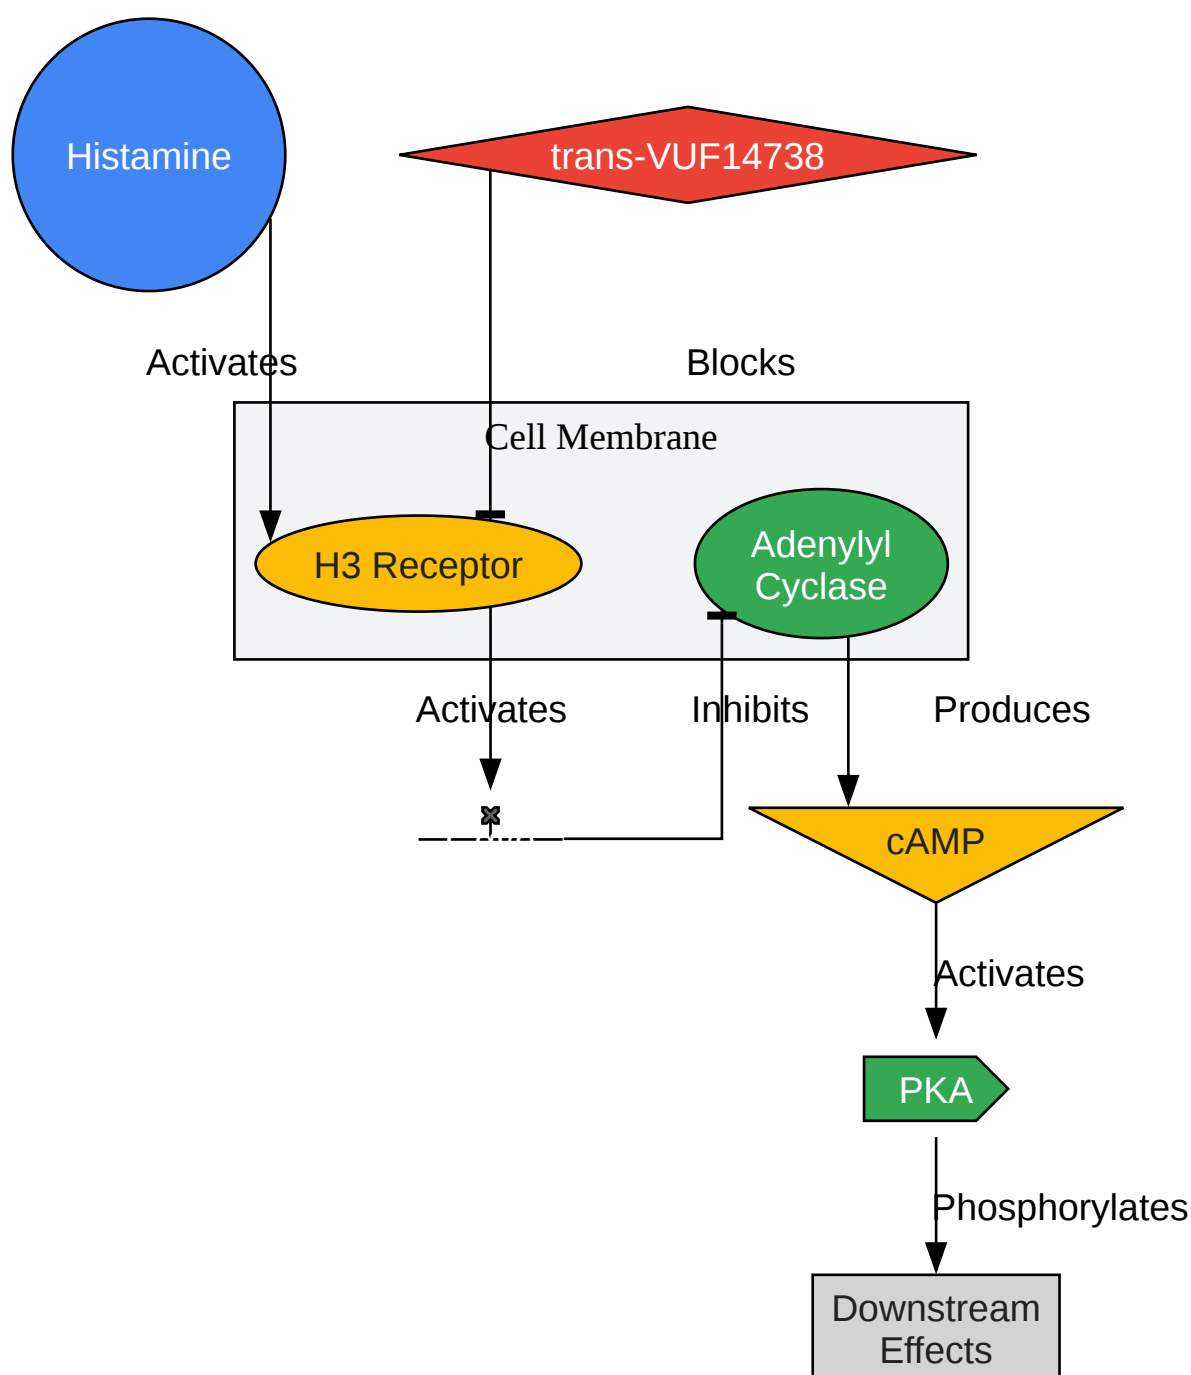 Histamine
trans-VUF14738
Activates
Blocks
Cell Membrane
H3 Receptor
Adenylyl
Cyclase
Activates
Inhibits
Produces
cAMP
Activates
PKA
Phosphorylates
Downstream
Effects